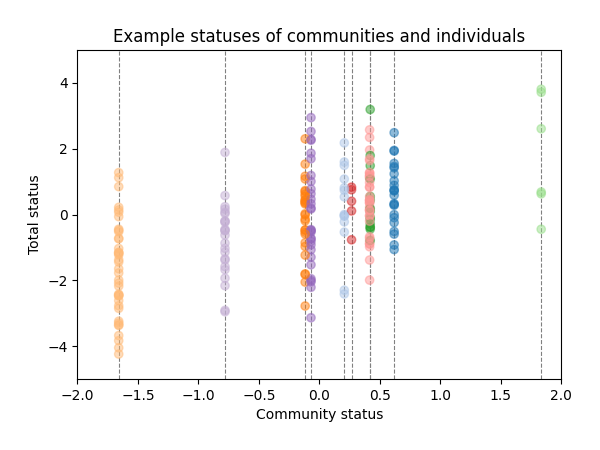 Example statuses of communities and individuals
Total status
4
2
0
−2
−4
−2.0 −1.5 −1.0 −0.5 0.0 0.5 1.0 1.5 2.0
Community status